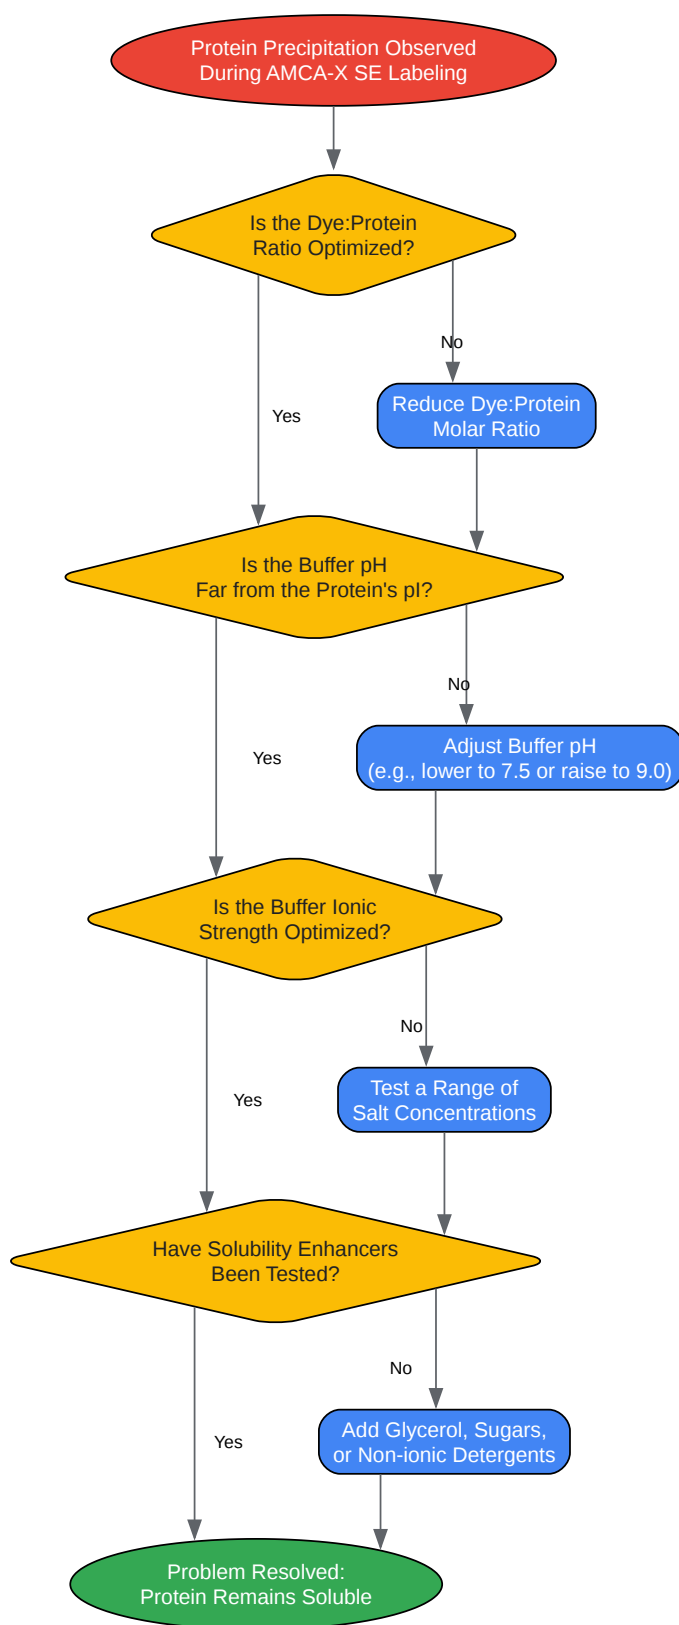 Protein Precipitation Observed
During AMCA-X SE Labeling
Is the Dye:Protein
Ratio Optimized?
No
Reduce Dye:Protein
Molar Ratio
Yes
Is the Buffer pH
Far from the Protein's pI?
No
Adjust Buffer pH
(e.g., lower to 7.5 or raise to 9.0)
Yes
Is the Buffer Ionic
Strength Optimized?
No
Test a Range of
Salt Concentrations
Yes
Have Solubility Enhancers
Been Tested?
No
Add Glycerol, Sugars,
or Non-ionic Detergents
Yes
Problem Resolved:
Protein Remains Soluble